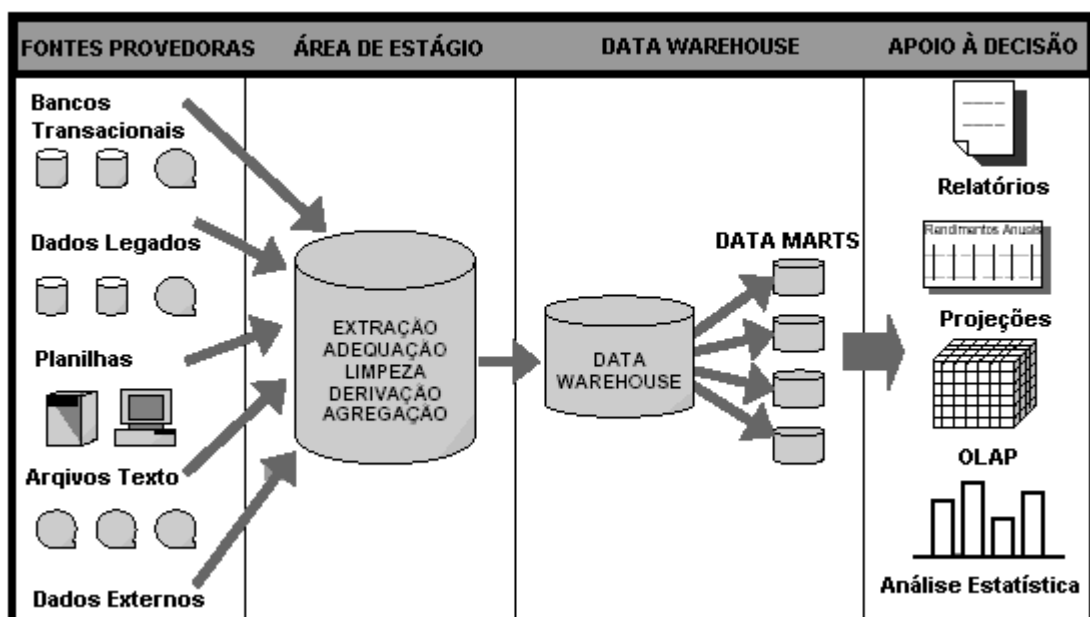 FONTES PROVEDORAS
ÁREA DE ESTÁGIO
DATA WAREHOUSE
APOIO À DECISÃO
Bancos
Transacionais
Dados Legados
Planilhas
Arqivos Texto
Dados Externos
EXTRAÇÃO
ADEQUAÇÃO
LIMPEZA
DERIVAÇÃO
AGREGAÇÃO
DATA
WAREHOUSE
DATA MARTS
Relatórios
Rendimentos Anuais
Projeções
OLAP
Análise Estatística